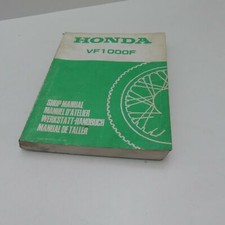 HONDA
VF1000F
SHOP MANUAL
MANUEL D'ATELIER
WERKSTATT-HANDBUCH
MANUAL DE TALLER